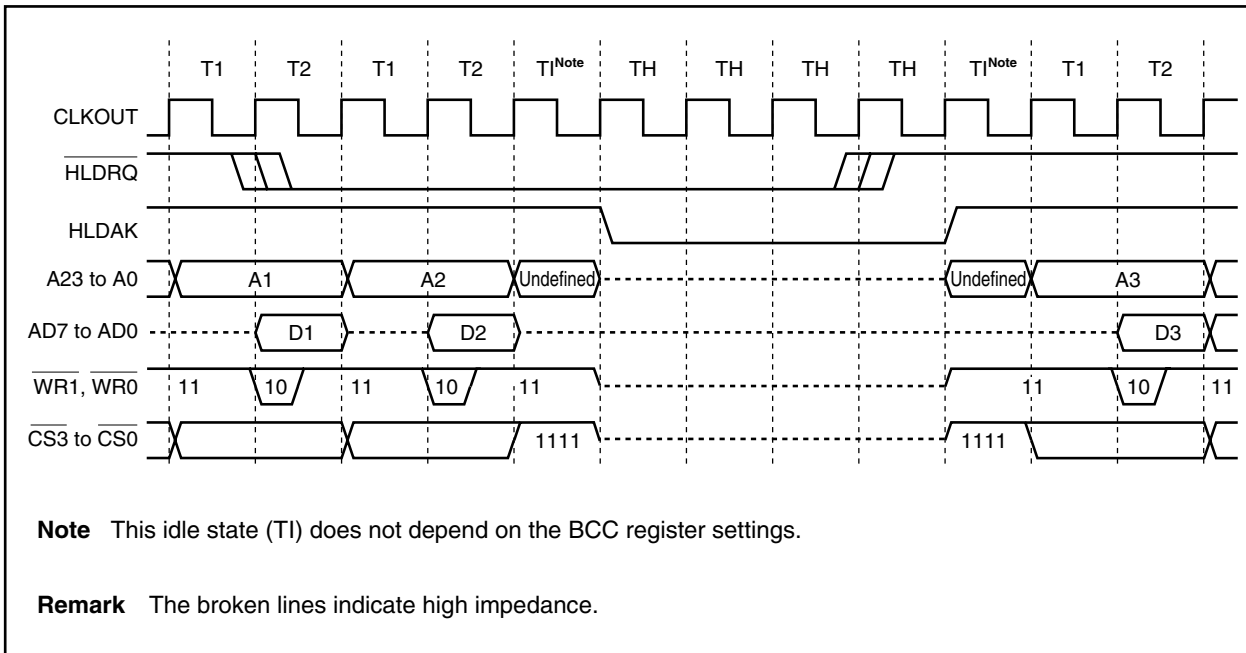 T1 T2 T1 T2 TINote TH TH TH TH TINote T1 T2
CLKOUT
HLDRQ
HLDAK
A23 to A0 A1 A2 Undefined Undefined A3
AD7 to AD0 D1 D2 D3
WR1, WR0 11 10 11 10 11 11 10 11
CS3 to CS0 1111 1111
Note This idle state (TI) does not depend on the BCC register settings.
Remark The broken lines indicate high impedance.